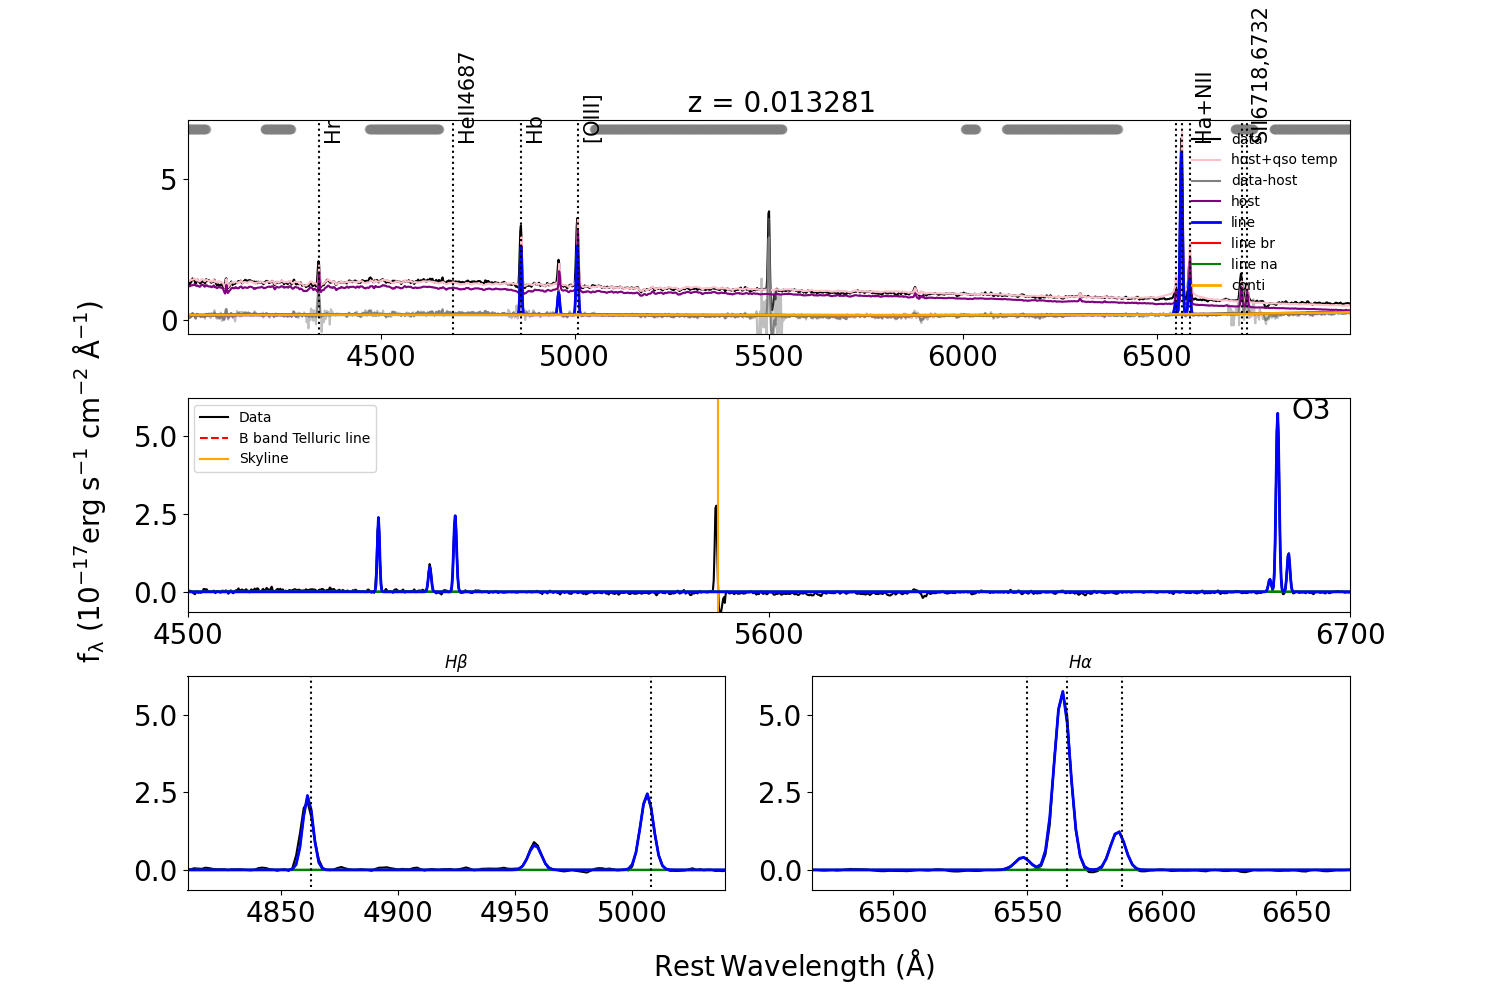 z = 0.013281
Hr
HeII4687
Hb
[OIII]
Ha+NII
SII6718,6732
data
host+qso temp
data-host
host
line
line br
line na
conti
5
0
4500 5000 5500 6000 6500
f_λ (10^−17 erg s^−1 cm^−2 Å^−1)
Data
B band Telluric line
Skyline
O3
5.0
2.5
0.0
4500 5600 6700
Hβ
5.0
2.5
0.0
4850 4900 4950 5000
Hα
5.0
2.5
0.0
6500 6550 6600 6650
Rest Wavelength (Å)